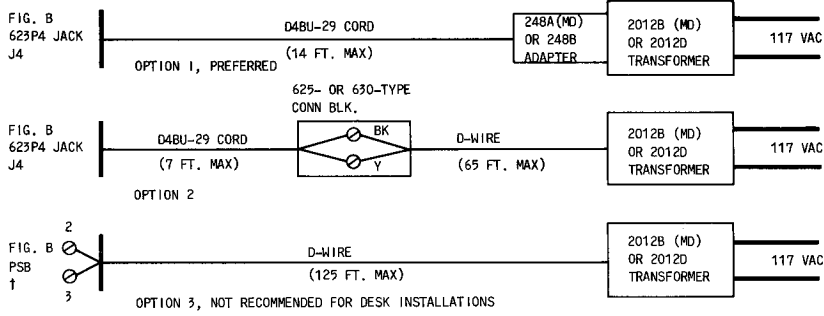 FIG. B
623P4 JACK
J4
D4BU-29 CORD
(14 FT. MAX)
OPTION 1, PREFERRED
248A(MD)
OR 248B
ADAPTER
2012B (MD)
OR 2012D
TRANSFORMER
117 VAC
625- OR 630-TYPE
CONN BLK.
FIG. B
623P4 JACK
J4
D4BU-29 CORD
(7 FT. MAX)
BK
Y
D-WIRE
(65 FT. MAX)
2012B (MD)
OR 2012D
TRANSFORMER
117 VAC
OPTION 2
2
FIG. B
PSB
†
3
D-WIRE
(125 FT. MAX)
2012B (MD)
OR 2012D
TRANSFORMER
117 VAC
OPTION 3, NOT RECOMMENDED FOR DESK INSTALLATIONS